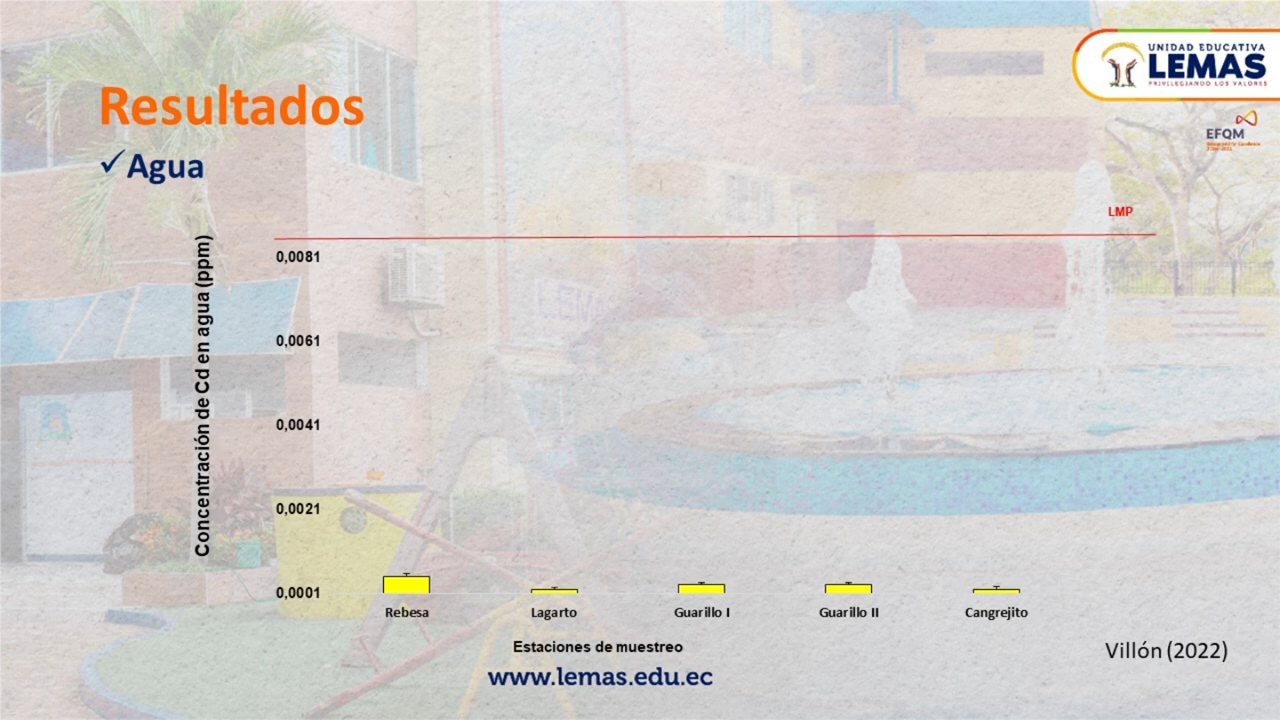 UNIDAD EDUCATIVA
LEMAS
PRIVILEGIANDO LOS VALORES
EFQM
Resultados
✓Agua
LMP
Concentración de Cd en agua (ppm)
0,0081
0,0061
0,0041
0,0021
0,0001
Rebesa Lagarto Guarillo I Guarillo II Cangrejito
Estaciones de muestreo
Villón (2022)
www.lemas.edu.ec